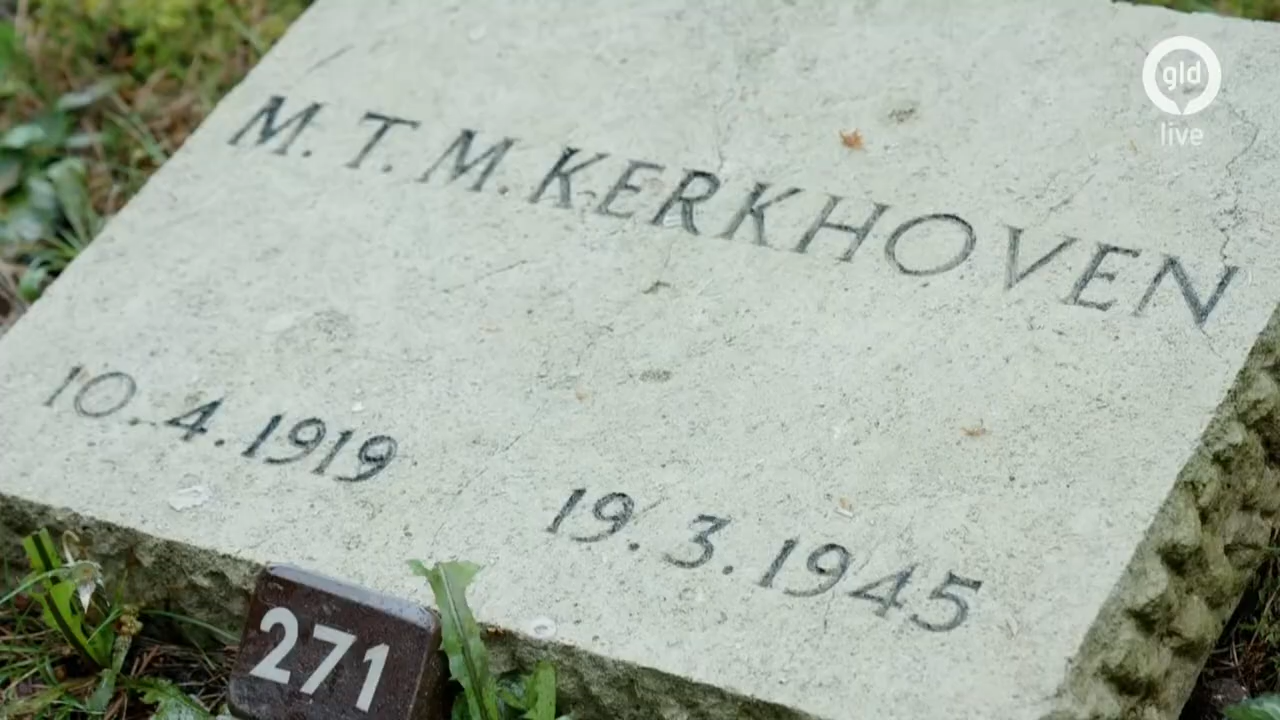 gld
live
M. T. M. KERKHOVEN
10.4.1919
19.3.1945
271